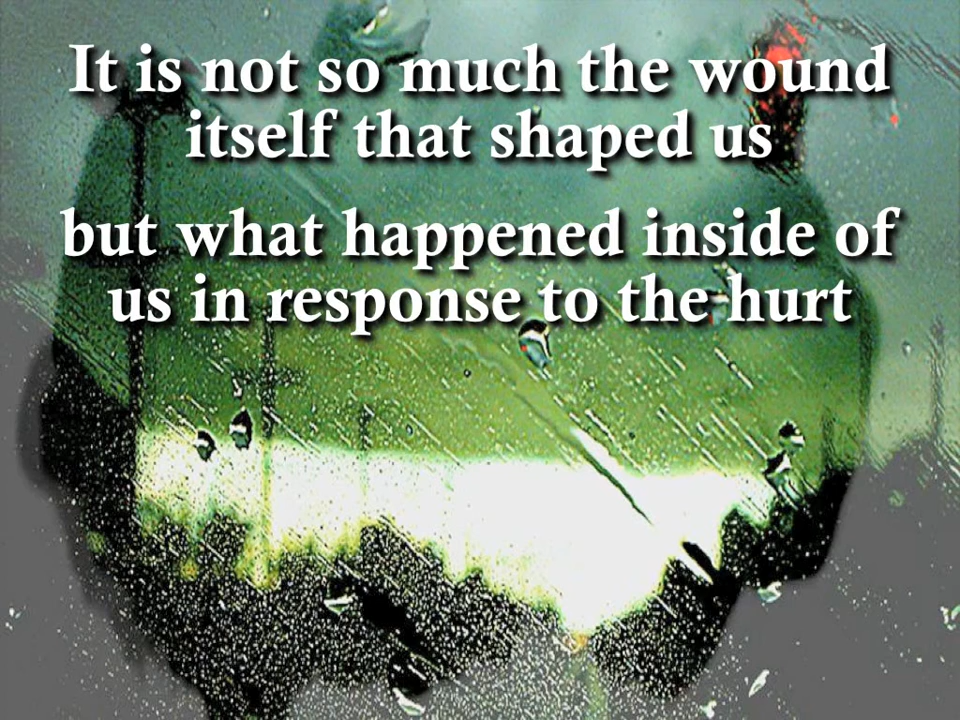 It is not so much the wound
itself that shaped us
but what happened inside of
us in response to the hurt